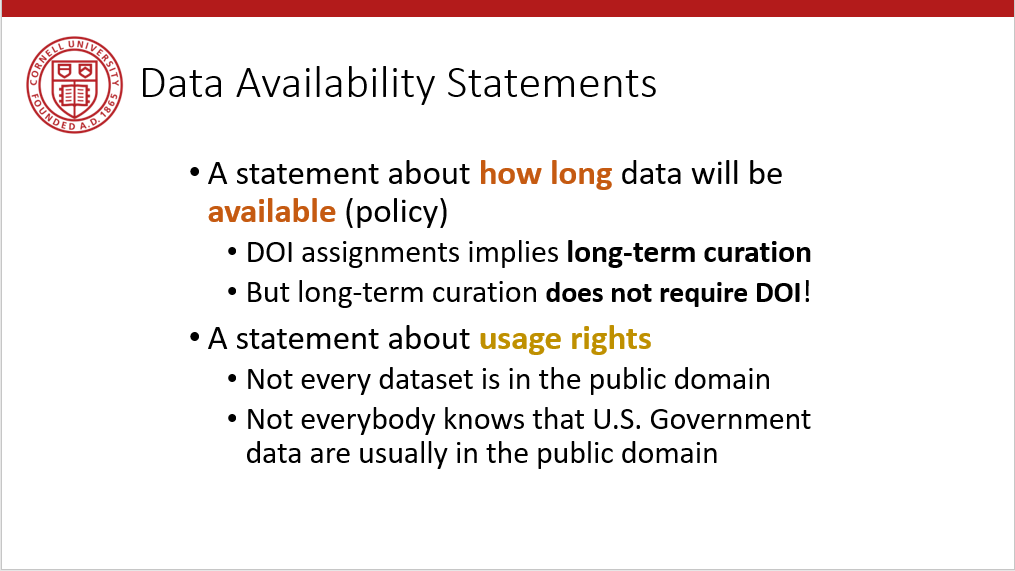 CORNELL UNIVERSITY
FOUNDED A.D. 1865
Data Availability Statements
• A statement about how long data will be
available (policy)
• DOI assignments implies long-term curation
• But long-term curation does not require DOI!
• A statement about usage rights
• Not every dataset is in the public domain
• Not everybody knows that U.S. Government
data are usually in the public domain